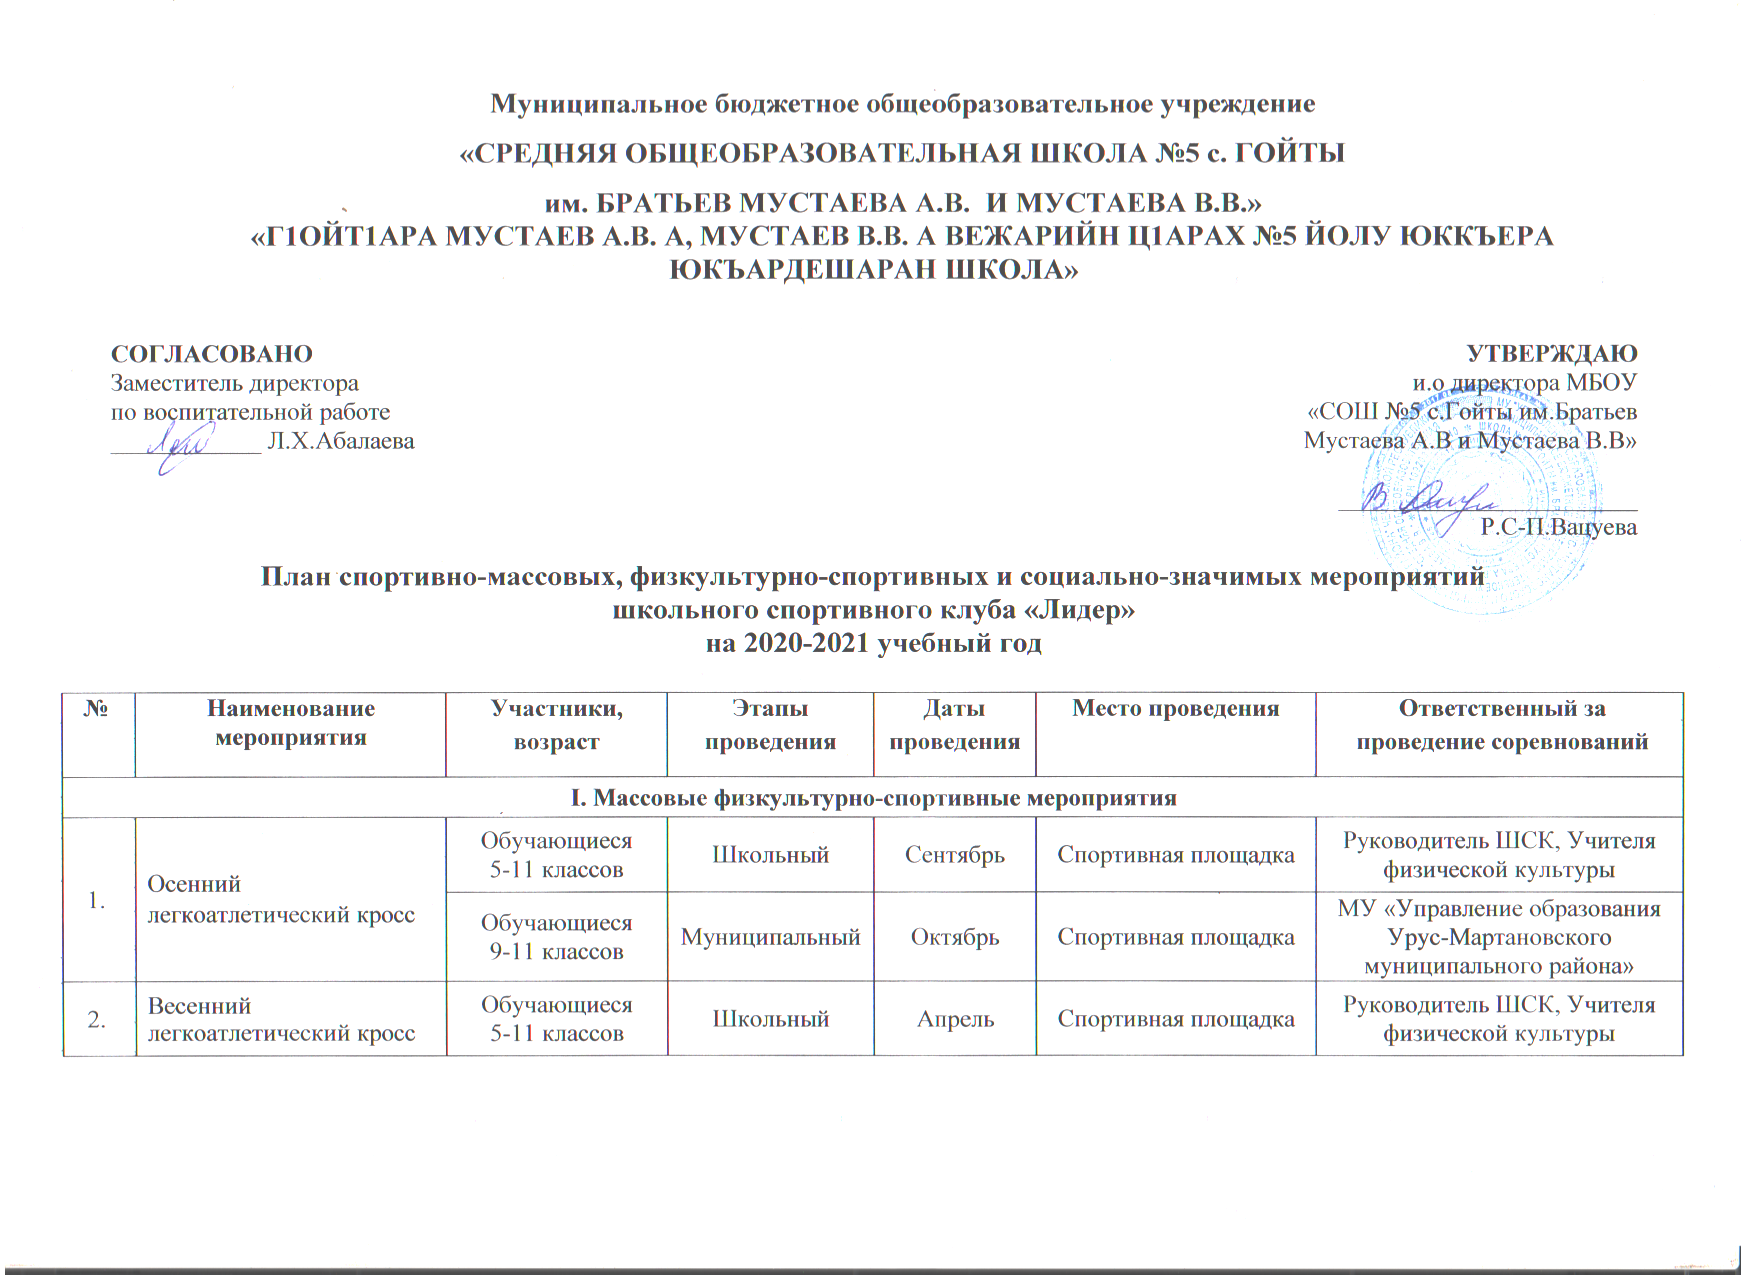 Муниципальное бюджетное общеобразовательное учреждение
«СРЕДНЯЯ ОБЩЕОБРАЗОВАТЕЛЬНАЯ ШКОЛА №5 с. ГОЙТЫ
им. БРАТЬЕВ МУСТАЕВА А.В. И МУСТАЕВА В.В.»
«Г1ОЙТ1АРА МУСТАЕВ А.В. А, МУСТАЕВ В.В. А ВЕЖАРИЙН Ц1АРАХ №5 ЙОЛУ ЮККЪЕРА
ЮКЪАРДЕШАРАН ШКОЛА»
СОГЛАСОВАНО
Заместитель директора
по воспитательной работе
____________ Л.Х.Абалаева
УТВЕРЖДАЮ
и.о директора МБОУ
«СОШ №5 с.Гойты им.Братьев
Мустаева А.В и Мустаева В.В»
Р.С-П.Вацуева
План спортивно-массовых, физкультурно-спортивных и социально-значимых мероприятий
школьного спортивного клуба «Лидер»
на 2020-2021 учебный год
№ Наименование мероприятия Участники, возраст Этапы проведения Даты проведения Место проведения Ответственный за проведение соревнований
I. Массовые физкультурно-спортивные мероприятия
1. Осенний легкоатлетический кросс
Обучающиеся 5-11 классов Школьный Сентябрь Спортивная площадка Руководитель ШСК, Учителя физической культуры
Обучающиеся 9-11 классов Муниципальный Октябрь Спортивная площадка МУ «Управление образования Урус-Мартановского муниципального района»
2. Весенний легкоатлетический кросс Обучающиеся 5-11 классов Школьный Апрель Спортивная площадка Руководитель ШСК, Учителя физической культуры